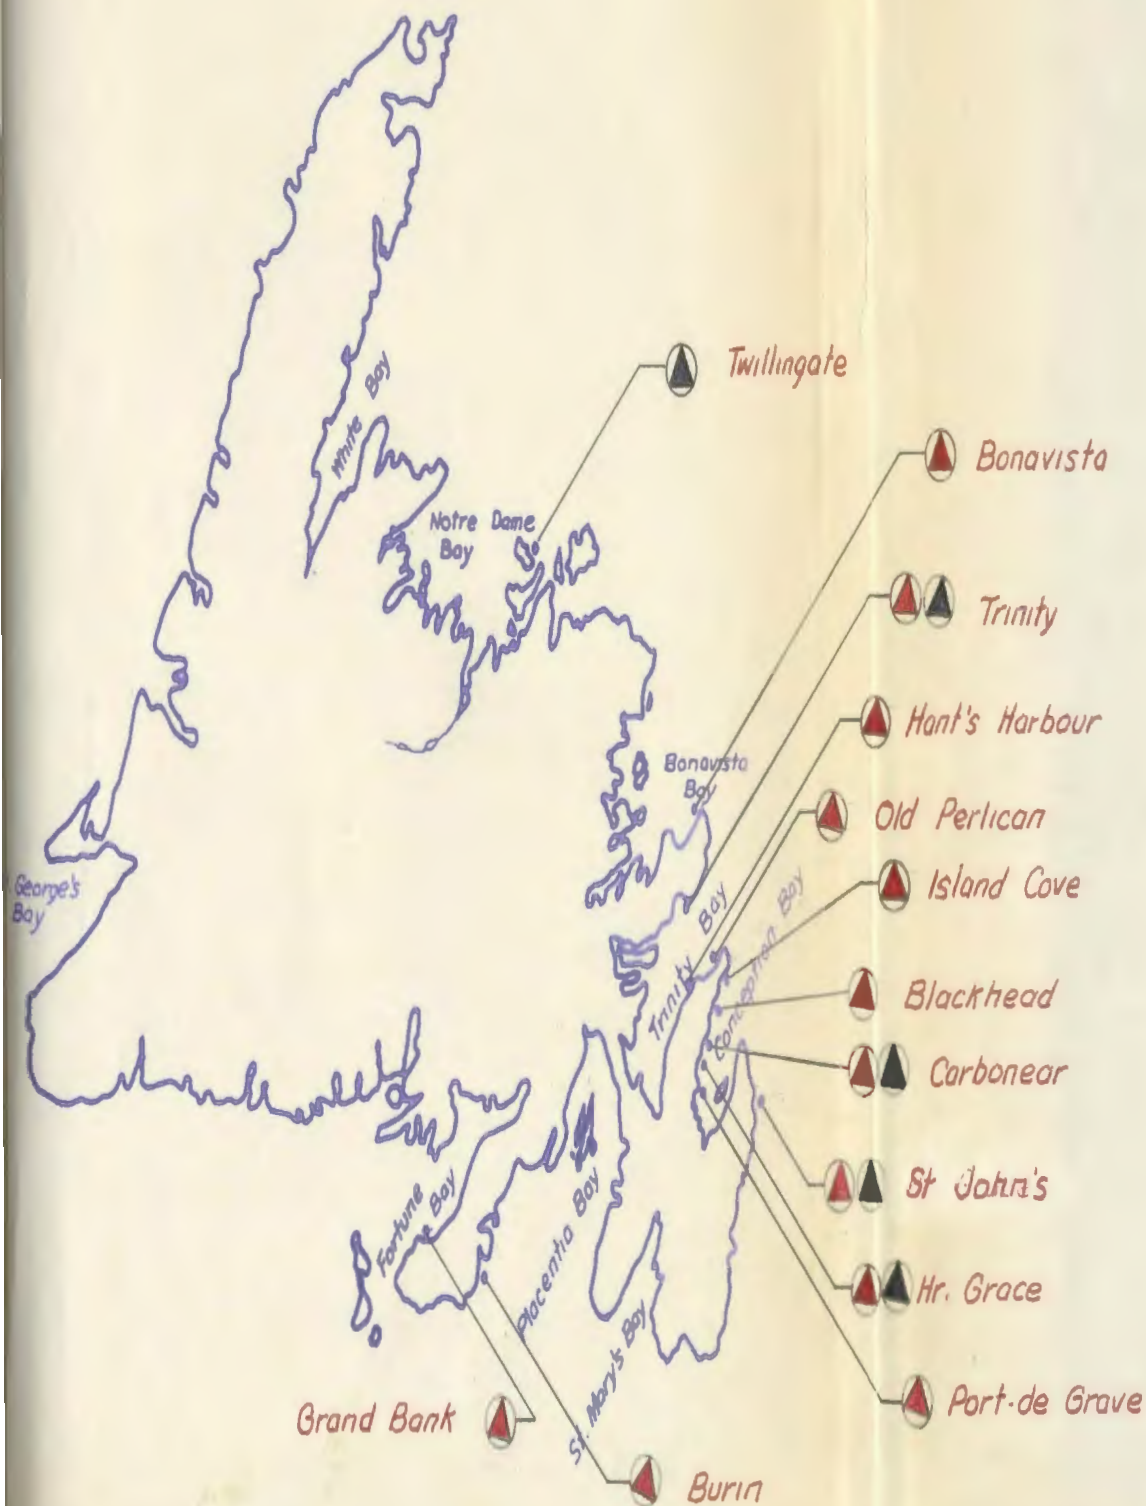 Twillingate
White Bay
Bonavista
Notre Dame
Bay
Trinity
Hant's Harbour
Bonavista
Bay
Old Perlican
George's
Bay
Island Cove
Trinity Bay
Conception Bay
Blackhead
Carbonear
St John's
Fortune
Bay
Placentia Bay
Hr. Grace
St. Mary's Bay
Port-de Grave
Grand Bank
Burin